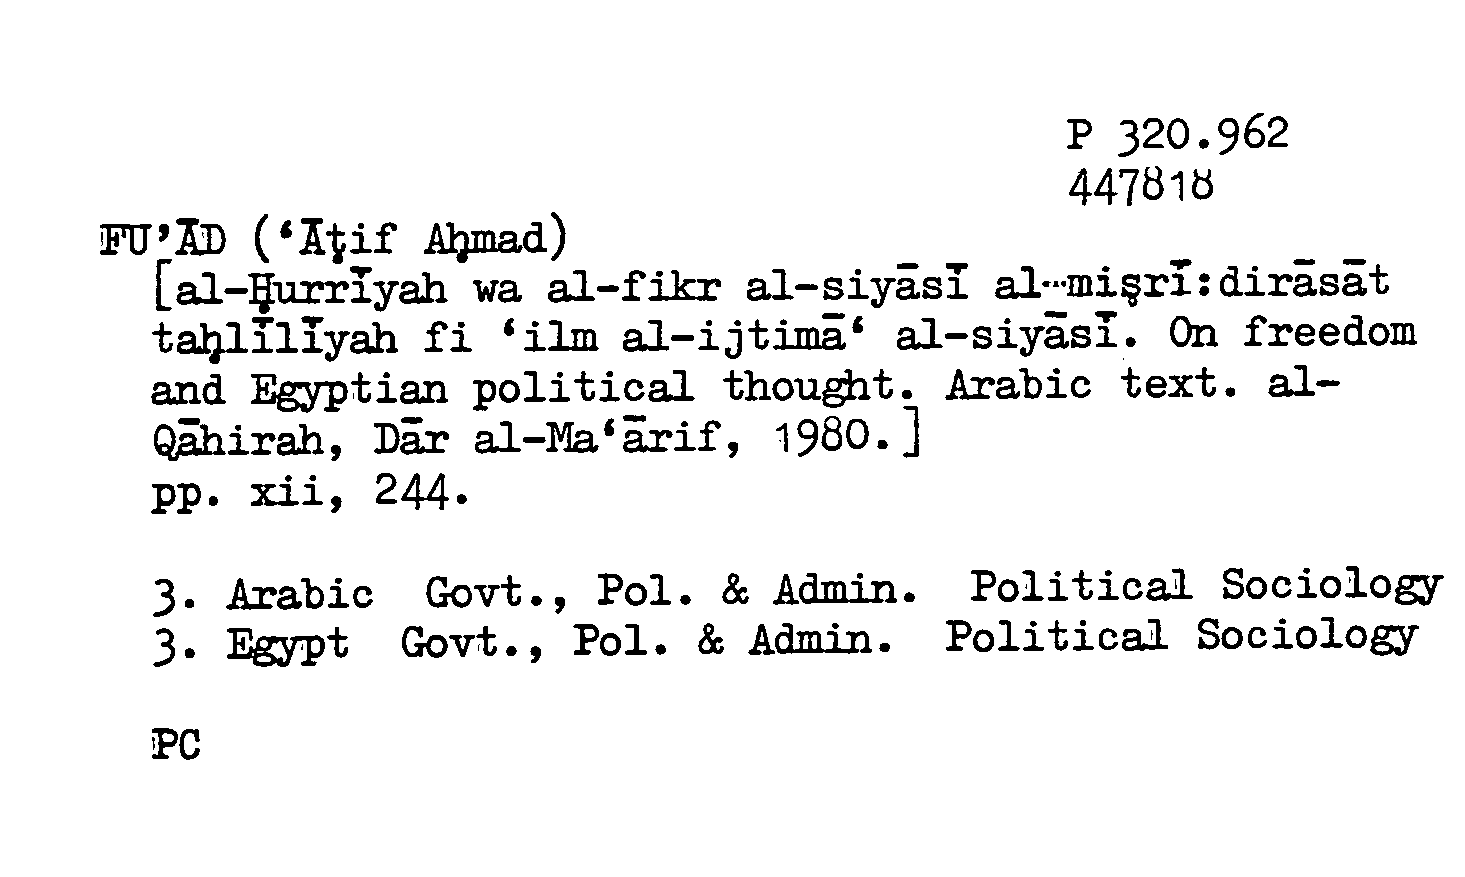 P 320.962
447818
FU’ĀD (‘Āṭif Aḥmad)
[al-Ḥurrīyah wa al-fikr al-siyāsī al-miṣrī:dirāsāt
taḥlīlīyah fi ‘ilm al-ijtimā‘ al-siyāsī. On freedom
and Egyptian political thought. Arabic text. al-
Qāhirah, Dār al-Ma‘ārif, 1980.]
pp. xii, 244.
3. Arabic Govt., Pol. & Admin. Political Sociology
3. Egypt Govt., Pol. & Admin. Political Sociology
PC